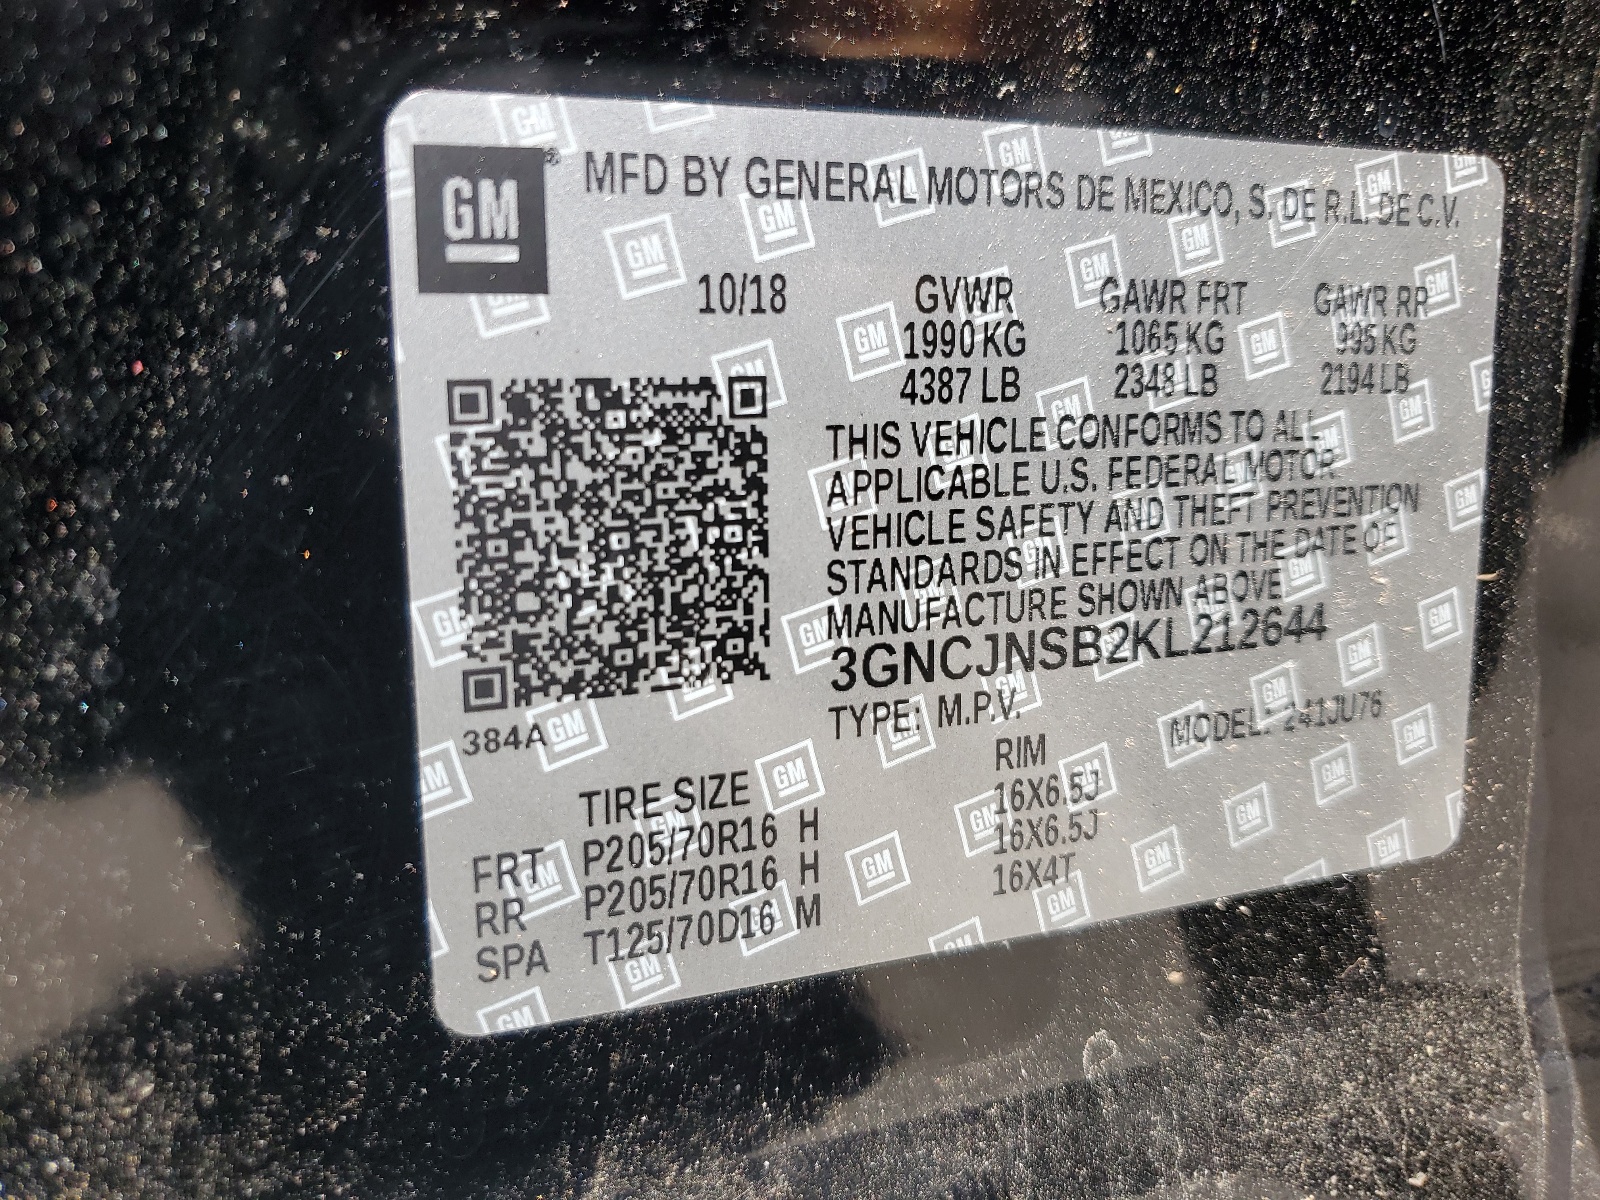 GM ® MFD BY GENERAL MOTORS DE MEXICO, S. DE R.L. DE C.V.
10/18 GVWR GAWR FRT GAWR RR
1990 KG 1065 KG 995 KG
4387 LB 2348 LB 2194 LB
THIS VEHICLE CONFORMS TO ALL
APPLICABLE U.S. FEDERAL MOTOR
VEHICLE SAFETY AND THEFT PREVENTION
STANDARDS IN EFFECT ON THE DATE OF
MANUFACTURE SHOWN ABOVE
3GNCJNSB2KL212644
TYPE: M.P.V. MODEL: 241JU76
384A
TIRE SIZE RIM
FRT P205/70R16 H 16X6.5J
RR P205/70R16 H 16X6.5J
SPA T125/70D16 M 16X4T